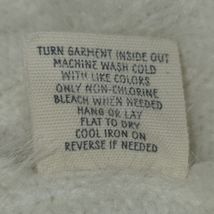 TURN GARMENT INSIDE OUT
MACHINE WASH COLD
WITH LIKE COLORS
ONLY NON-CHLORINE
BLEACH WHEN NEEDED
HANG OR LAY
FLAT TO DRY
COOL IRON ON
REVERSE IF NEEDED